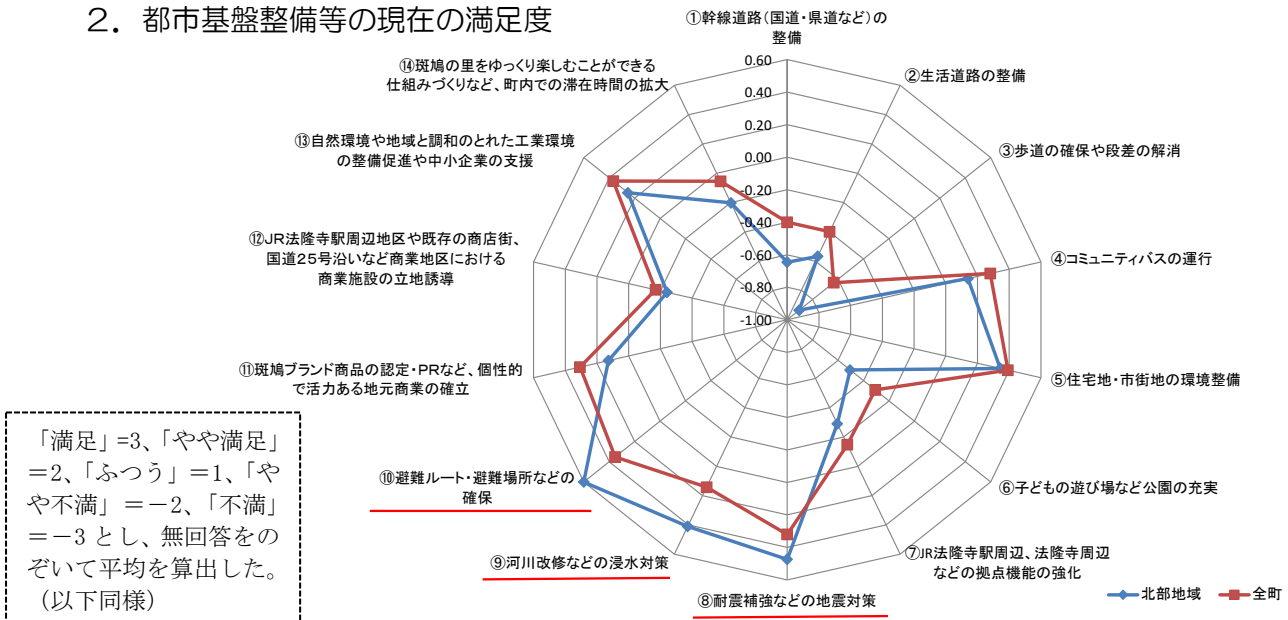 ２．都市基盤整備等の現在の満足度
①幹線道路（国道・県道など）の
整備
②生活道路の整備
③歩道の確保や段差の解消
④コミュニティバスの運行
⑤住宅地・市街地の環境整備
⑥子どもの遊び場など公園の充実
⑦JR法隆寺駅周辺、法隆寺周辺
などの拠点機能の強化
⑧耐震補強などの地震対策
⑨河川改修などの浸水対策
⑩避難ルート・避難場所などの
確保
⑪斑鳩ブランド商品の認定・PRなど、個性的
で活力ある地元商業の確立
⑫JR法隆寺駅周辺地区や既存の商店街、
国道25号沿いなど商業地区における
商業施設の立地誘導
⑬自然環境や地域と調和のとれた工業環境
の整備促進や中小企業の支援
⑭斑鳩の里をゆっくり楽しむことができる
仕組みづくりなど、町内での滞在時間の拡大
0.60
0.40
0.20
0.00
-0.20
-0.40
-0.60
-0.80
-1.00
「満足」=3、「やや満足」
＝2、「ふつう」＝1、「や
や不満」＝－2、「不満」
＝－3 とし、無回答をの
ぞいて平均を算出した。
（以下同様）
北部地域
全町